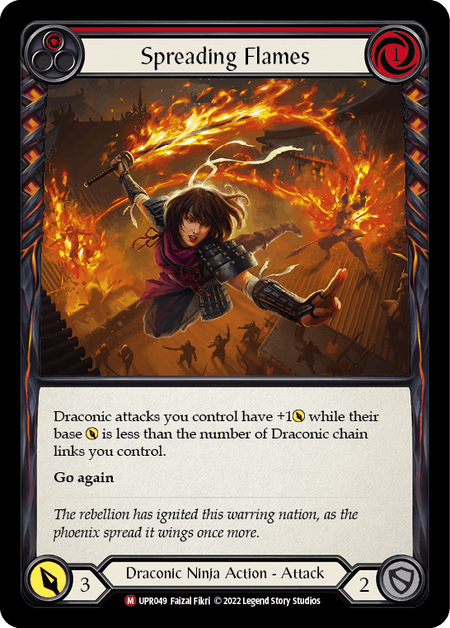 Spreading Flames
1
Draconic attacks you control have +1 while their
base is less than the number of Draconic chain
links you control.
Go again
The rebellion has ignited this warring nation, as the
phoenix spread it wings once more.
3
Draconic Ninja Action - Attack
2
M UPR049 Faizal Fikri © 2022 Legend Story Studios